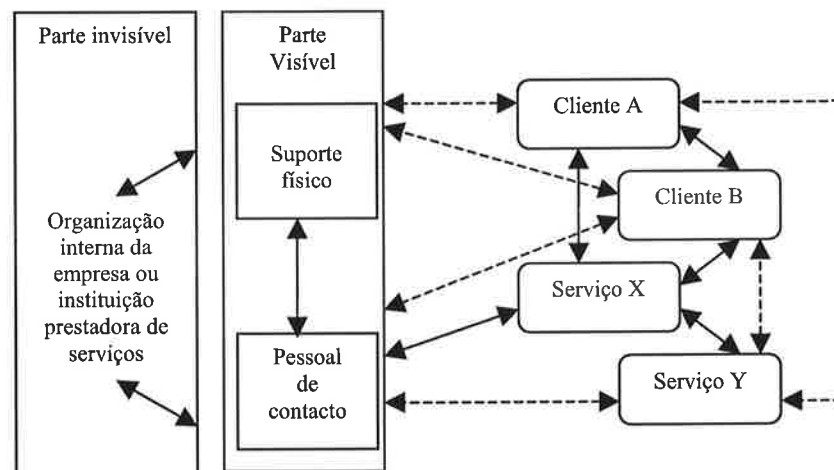 Parte invisível
Organização
interna da
empresa ou
instituição
prestadora de
serviços
Parte
Visível
Suporte
físico
Pessoal
de
contacto
Cliente A
Cliente B
Serviço X
Serviço Y